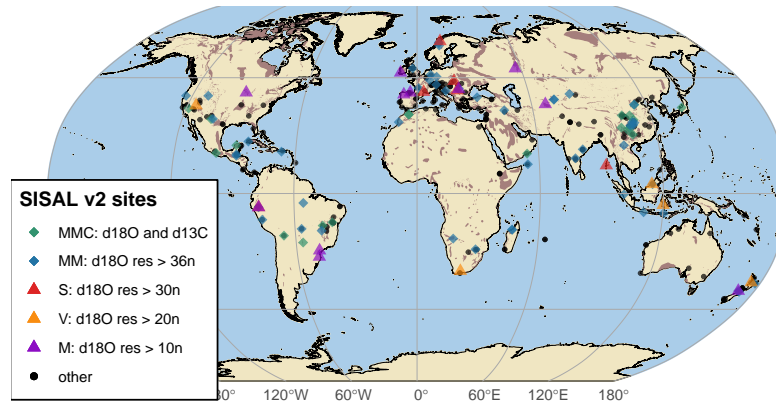 SISAL v2 sites
MMC: d18O and d13C
MM: d18O res > 36n
S: d18O res > 30n
V: d18O res > 20n
M: d18O res > 10n
other
120°W 60°W 0° 60°E 120°E 180°